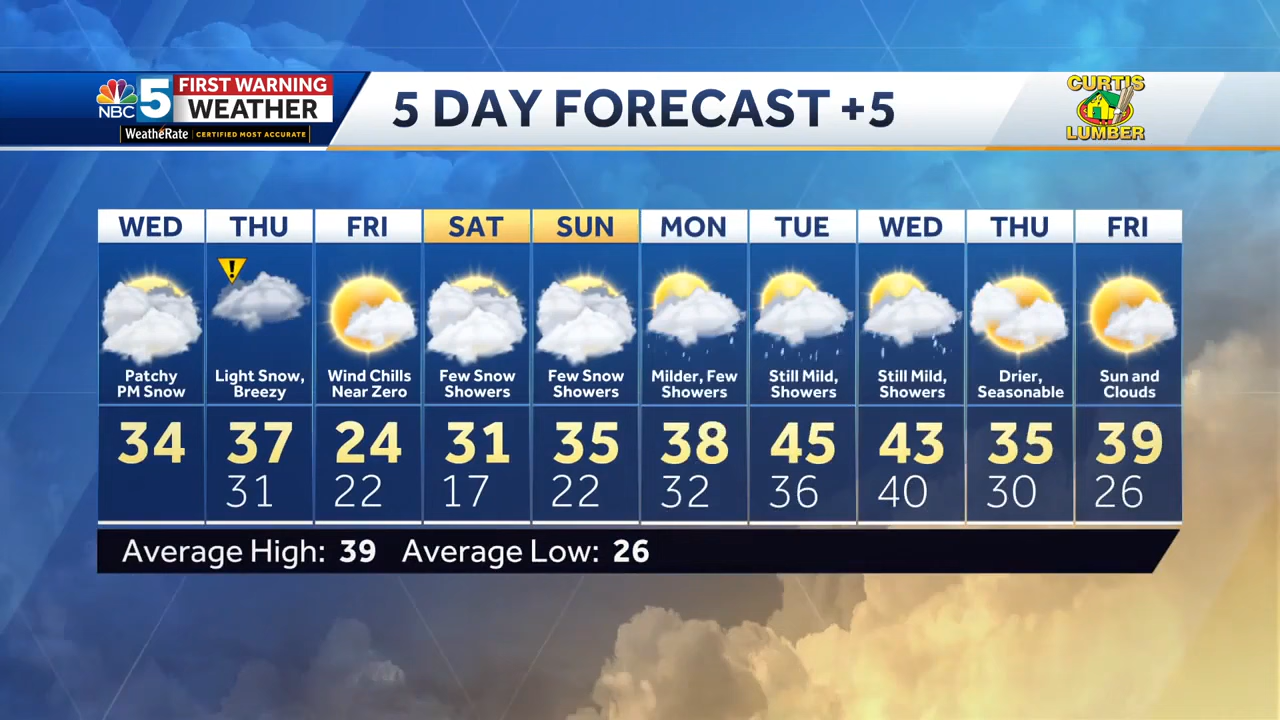 NBC 5 FIRST WARNING
WEATHER
WeatheRate CERTIFIED MOST ACCURATE
5 DAY FORECAST +5
CURTIS
LUMBER
WED THU FRI SAT SUN MON TUE WED THU FRI
!
Patchy Light Snow, Wind Chills Few Snow Few Snow Milder, Few Still Mild, Still Mild, Drier, Sun and
PM Snow Breezy Near Zero Showers Showers Showers Showers Showers Seasonable Clouds
34 37 24 31 35 38 45 43 35 39
31 22 17 22 32 36 40 30 26
Average High: 39 Average Low: 26